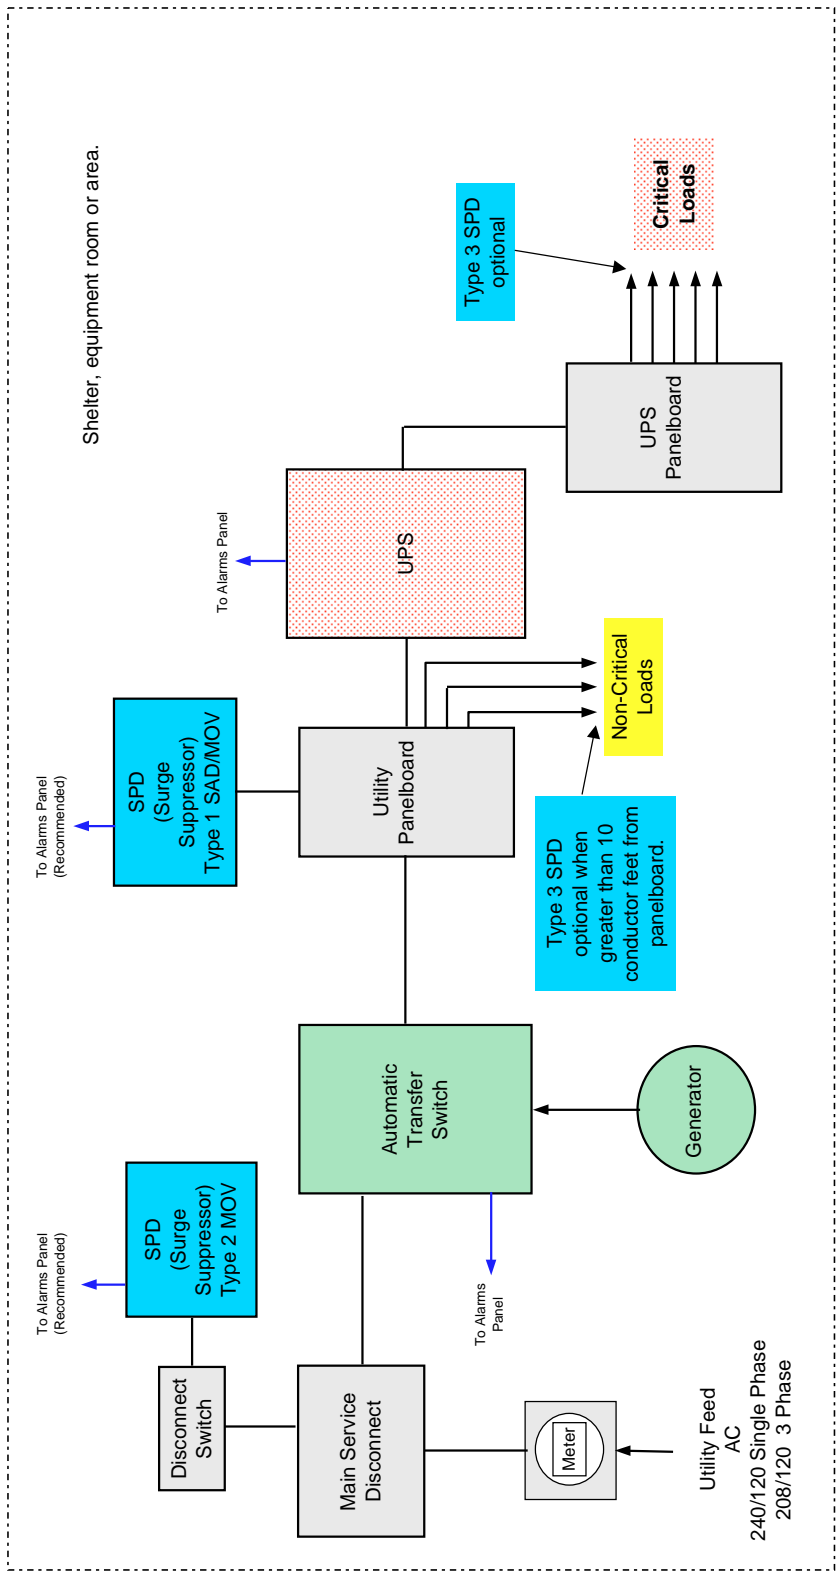 Shelter, equipment room or area.
To Alarms Panel
(Recommended)
To Alarms Panel
(Recommended)
To Alarms Panel
SPD
(Surge
Suppressor)
Type 2 MOV
SPD
(Surge
Suppressor)
Type 1 SAD/MOV
Disconnect
Switch
Main Service
Disconnect
Automatic
Transfer
Switch
Utility
Panelboard
UPS
Type 3 SPD
optional
To Alarms
Panel
Meter
Generator
Type 3 SPD
optional when
greater than 10
conductor feet from
panelboard.
Non-Critical
Loads
UPS
Panelboard
Critical
Loads
Utility Feed
AC
240/120 Single Phase
208/120 3 Phase